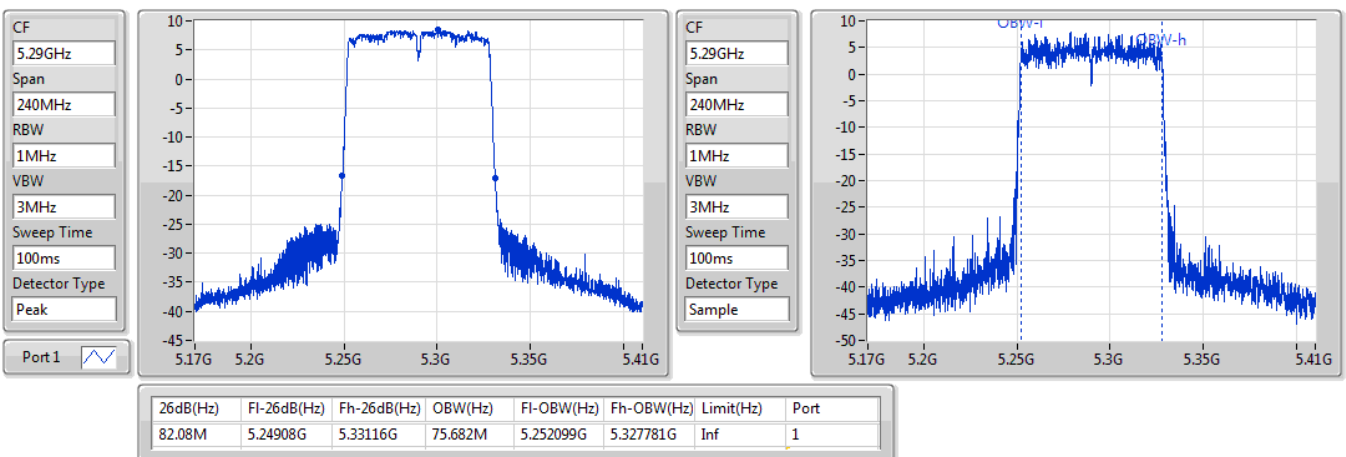 CF
5.29GHz
Span
240MHz
RBW
1MHz
VBW
3MHz
Sweep Time
100ms
Detector Type
Peak
Port 1
10
5
0
-5
-10
-15
-20
-25
-30
-35
-40
-45
5.17G 5.2G 5.25G 5.3G 5.35G 5.41G
CF
5.29GHz
Span
240MHz
RBW
1MHz
VBW
3MHz
Sweep Time
100ms
Detector Type
Sample
10
5
0
-5
-10
-15
-20
-25
-30
-35
-40
-45
-50
OBW-l
OBW-h
5.17G 5.2G 5.25G 5.3G 5.35G 5.41G
26dB(Hz) Fl-26dB(Hz) Fh-26dB(Hz) OBW(Hz) Fl-OBW(Hz) Fh-OBW(Hz) Limit(Hz) Port
82.08M 5.24908G 5.33116G 75.682M 5.252099G 5.327781G Inf 1